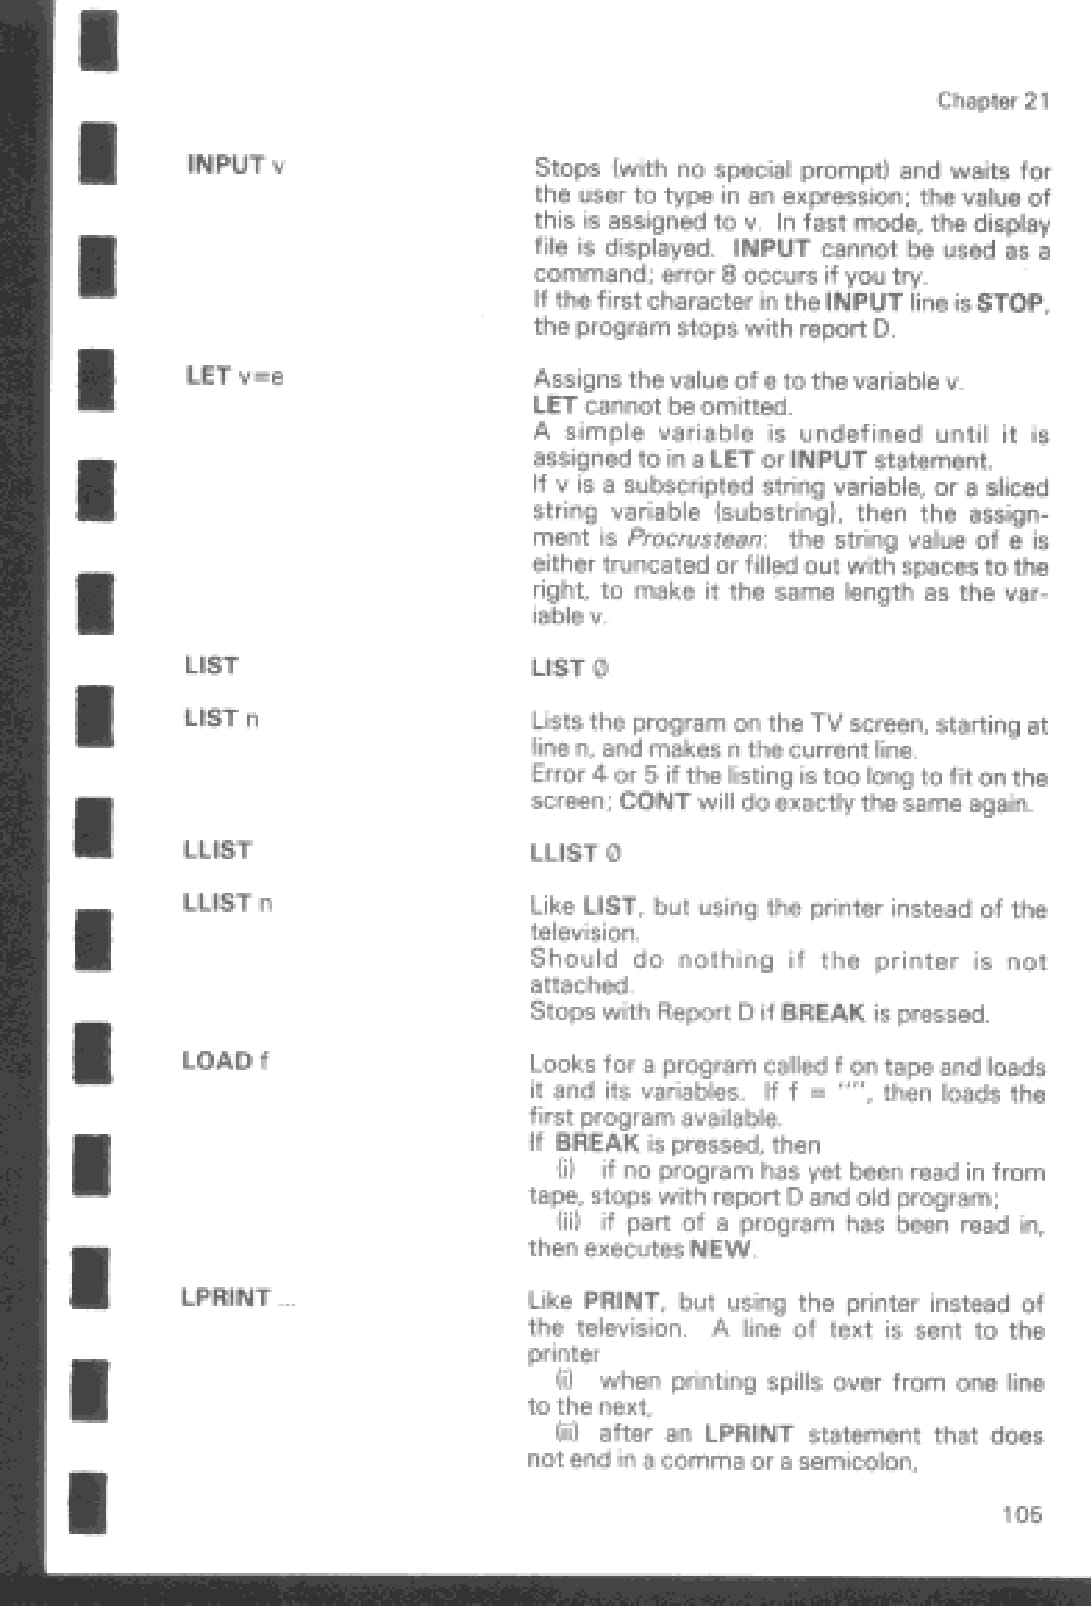 Chapter 21
INPUT v
Stops (with no special prompt) and waits for
the user to type in an expression; the value of
this is assigned to v. In fast mode, the display
file is displayed. INPUT cannot be used as a
command; error 8 occurs if you try.
If the first character in the INPUT line is STOP,
the program stops with report D.
LET v=e
Assigns the value of e to the variable v.
LET cannot be omitted.
A simple variable is undefined until it is
assigned to in a LET or INPUT statement.
If v is a subscripted string variable, or a sliced
string variable (substring), then the assign-
ment is Procrustean: the string value of e is
either truncated or filled out with spaces to the
right, to make it the same length as the var-
iable v.
LIST
LIST 0
LIST n
Lists the program on the TV screen, starting at
line n, and makes n the current line.
Error 4 or 5 if the listing is too long to fit on the
screen; CONT will do exactly the same again.
LLIST
LLIST 0
LLIST n
Like LIST, but using the printer instead of the
television.
Should do nothing if the printer is not
attached.
Stops with Report D if BREAK is pressed.
LOAD f
Looks for a program called f on tape and loads
it and its variables. If f = "", then loads the
first program available.
If BREAK is pressed, then
(i) if no program has yet been read in from
tape, stops with report D and old program;
(ii) if part of a program has been read in,
then executes NEW.
LPRINT ...
Like PRINT, but using the printer instead of
the television. A line of text is sent to the
printer
(i) when printing spills over from one line
to the next,
(ii) after an LPRINT statement that does
not end in a comma or a semicolon,
105